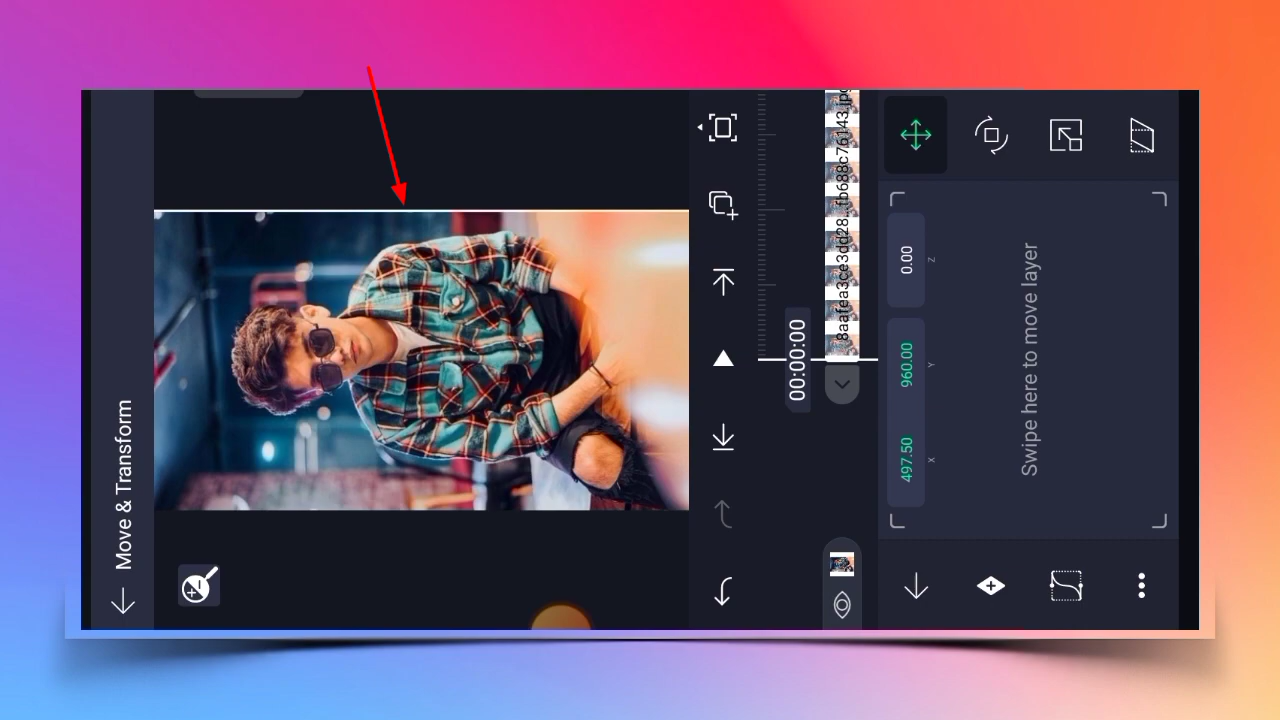 Move & Transform
00:00:00
497.50 960.00 0.00
X Y Z
Swipe here to move layer